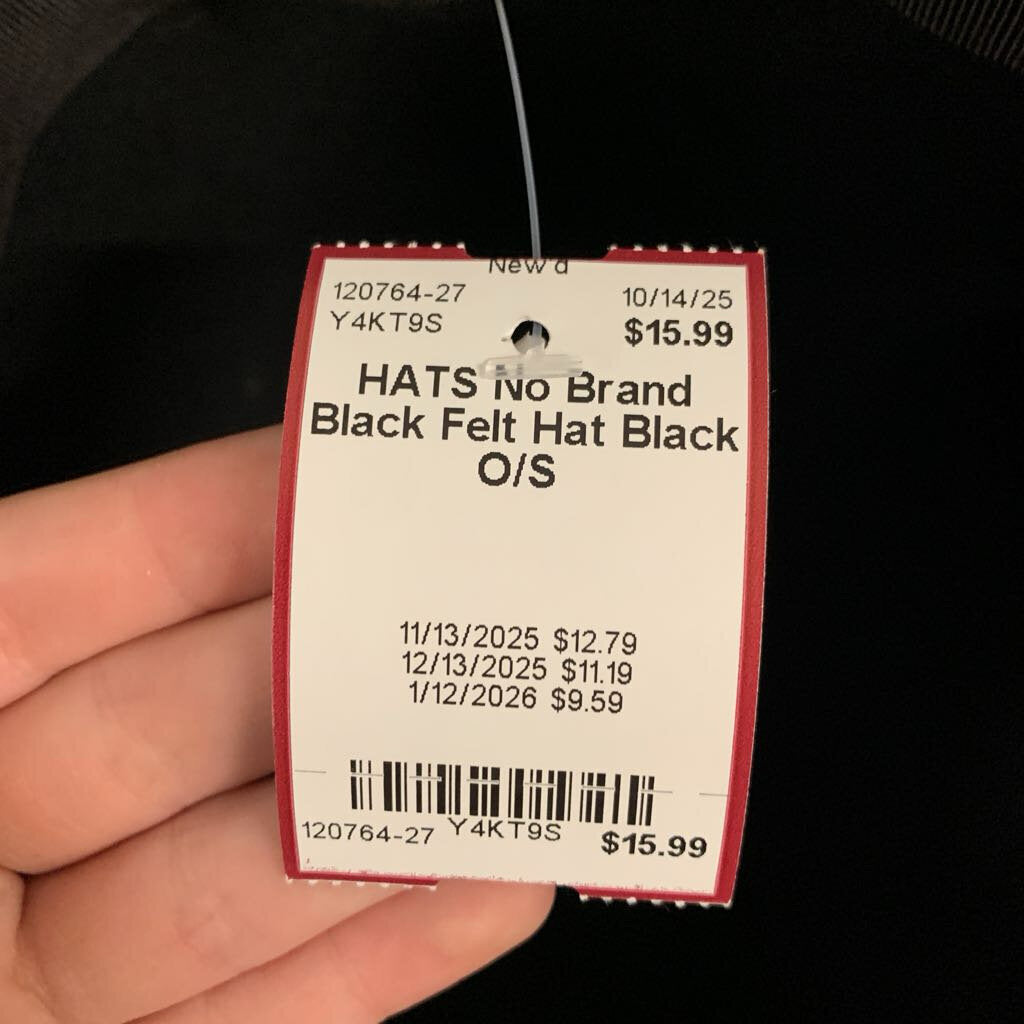 New'd
120764-27 10/14/25
Y4KT9S $15.99
HATS No Brand
Black Felt Hat Black
O/S
11/13/2025 $12.79
12/13/2025 $11.19
1/12/2026 $9.59
120764-27 Y4KT9S $15.99